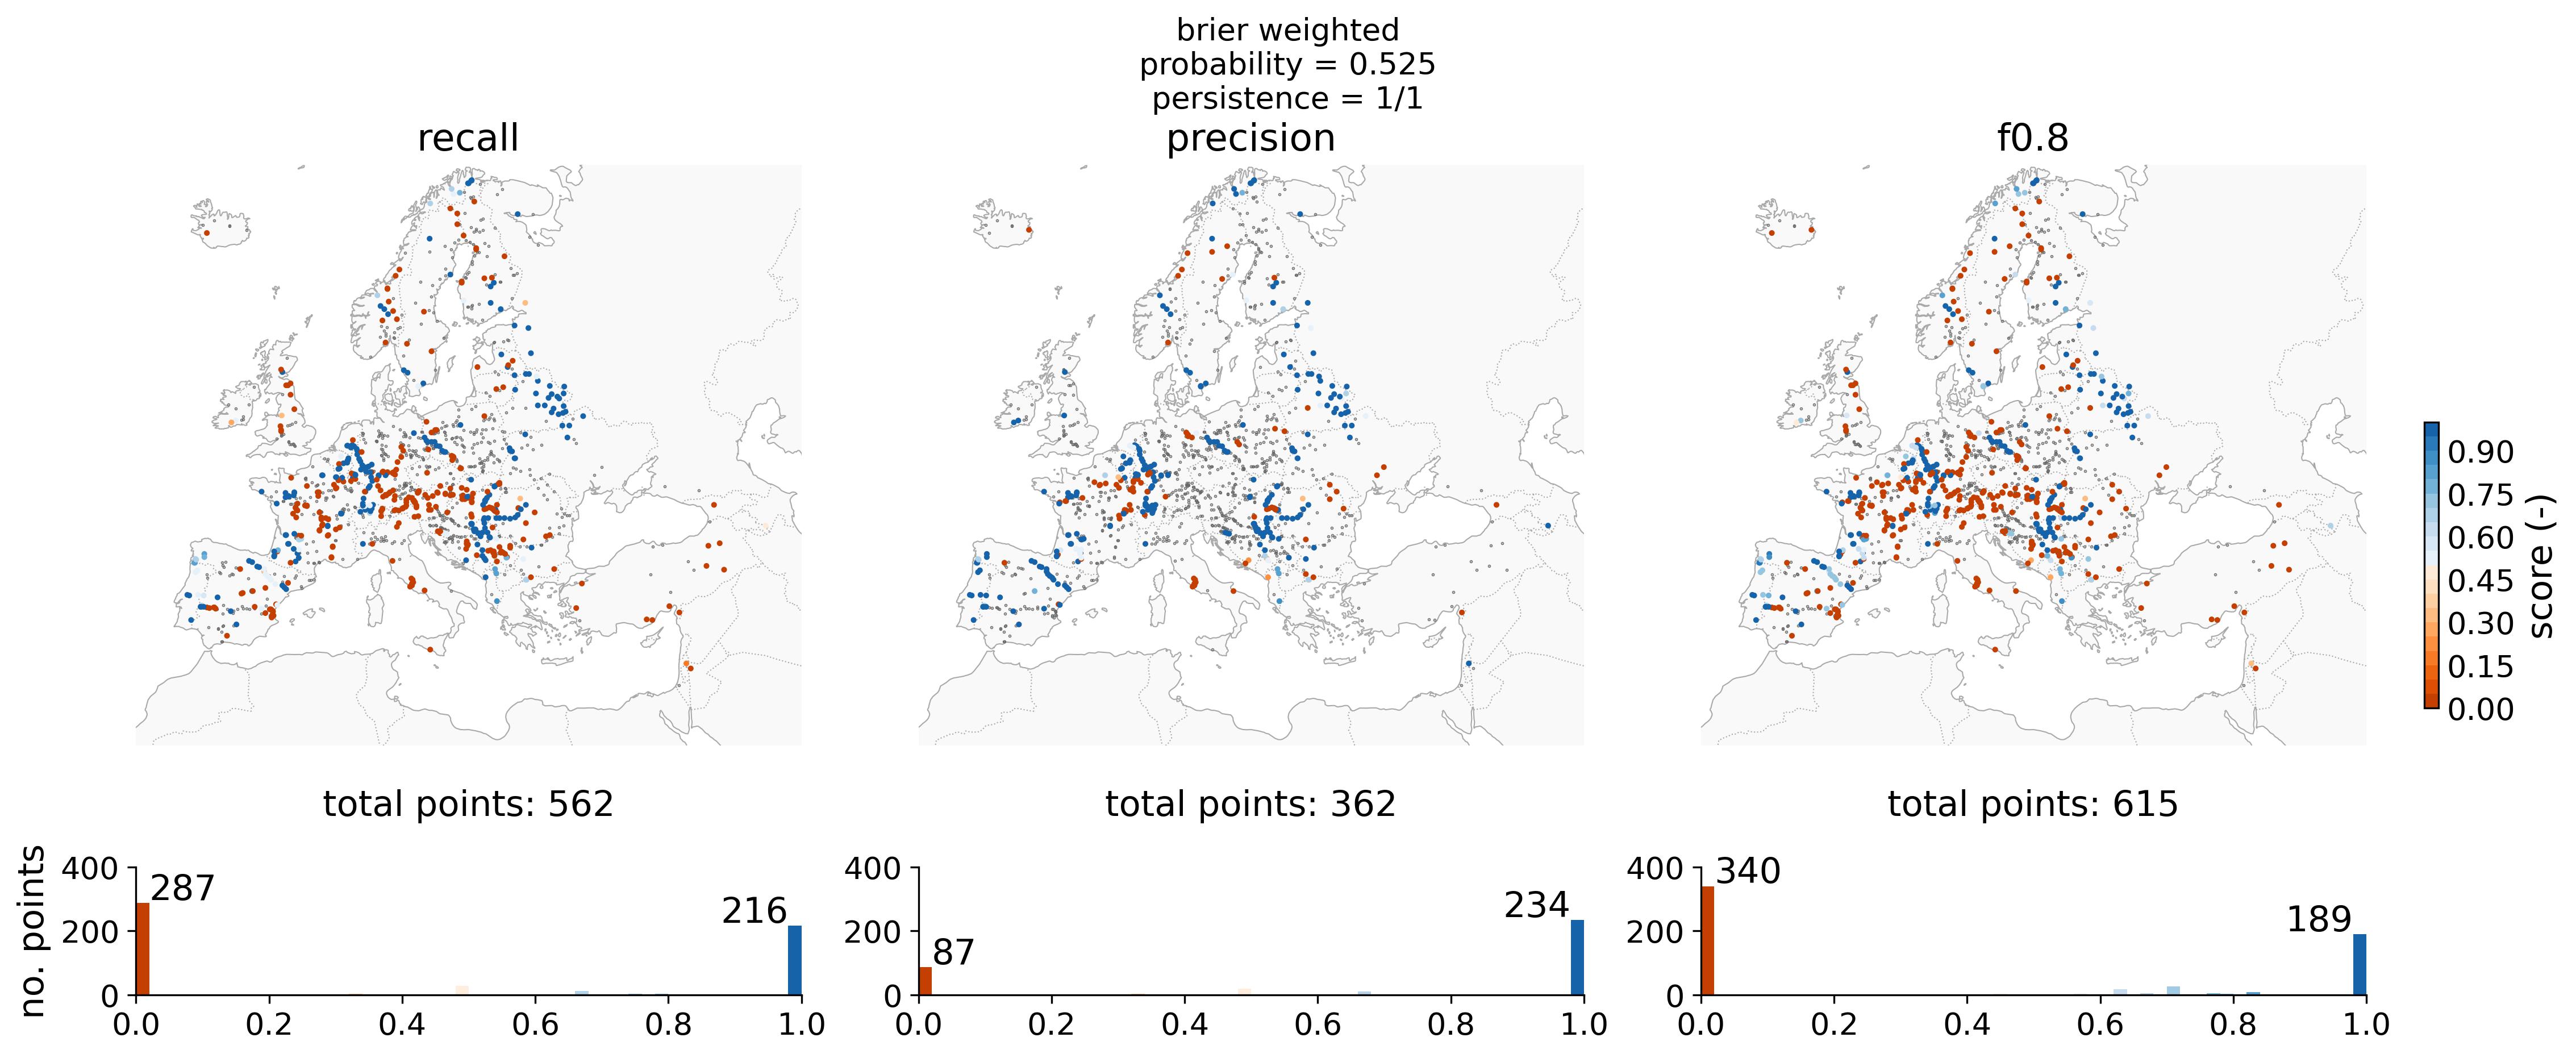 brier weighted
probability = 0.525
persistence = 1/1
recall
precision
f0.8
0.90
0.75
0.60
0.45
0.30
0.15
0.00
score (-)
total points: 562
total points: 362
total points: 615
no. points
400
200
0
287
216
0.0 0.2 0.4 0.6 0.8 1.0
400
200
0
87
234
0.0 0.2 0.4 0.6 0.8 1.0
400
200
0
340
189
0.0 0.2 0.4 0.6 0.8 1.0